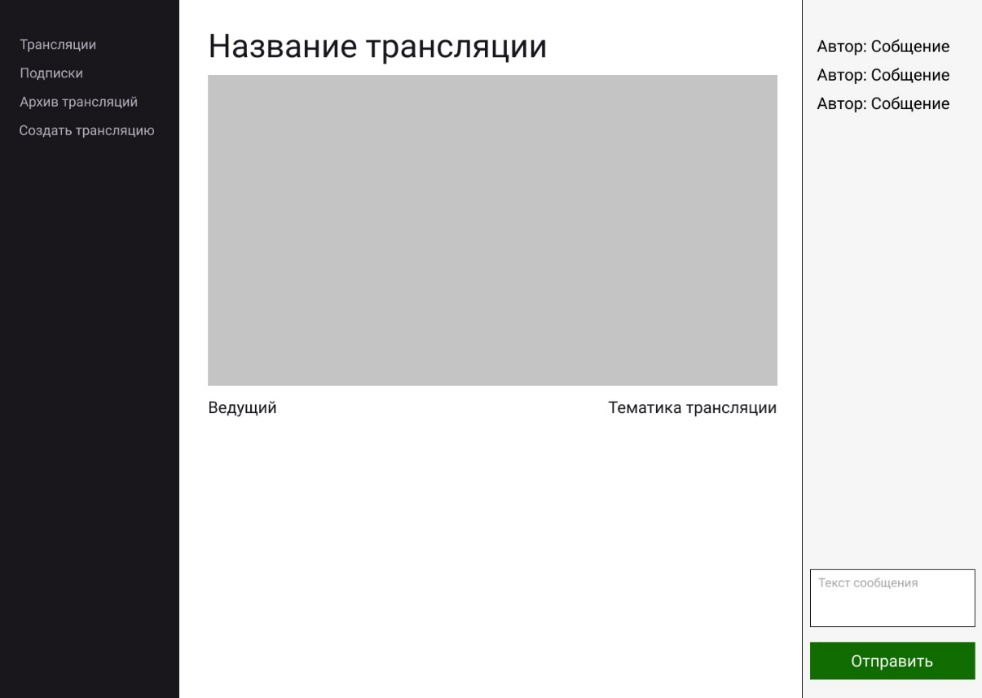 Трансляции
Подписки
Архив трансляций
Создать трансляцию
Название трансляции
Ведущий
Тематика трансляции
Автор: Собщение
Автор: Собщение
Автор: Собщение
Текст сообщения
Отправить